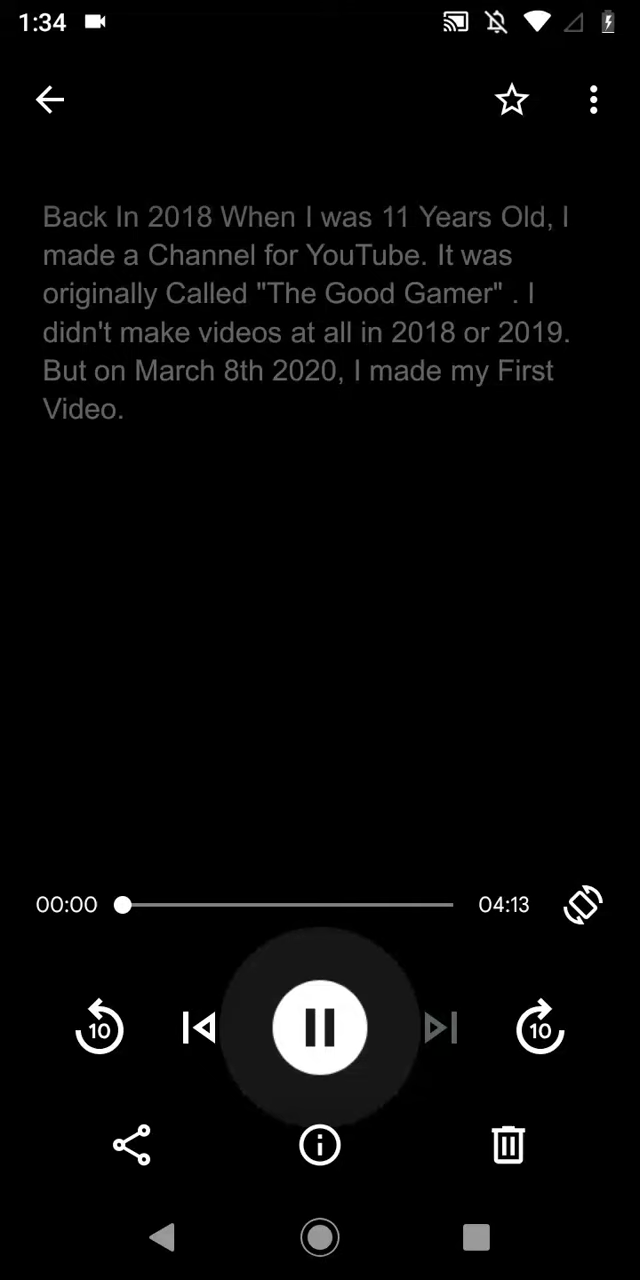 1:34
Back In 2018 When I was 11 Years Old, I
made a Channel for YouTube. It was
originally Called "The Good Gamer" . I
didn't make videos at all in 2018 or 2019.
But on March 8th 2020, I made my First
Video.
00:00 04:13
10 10